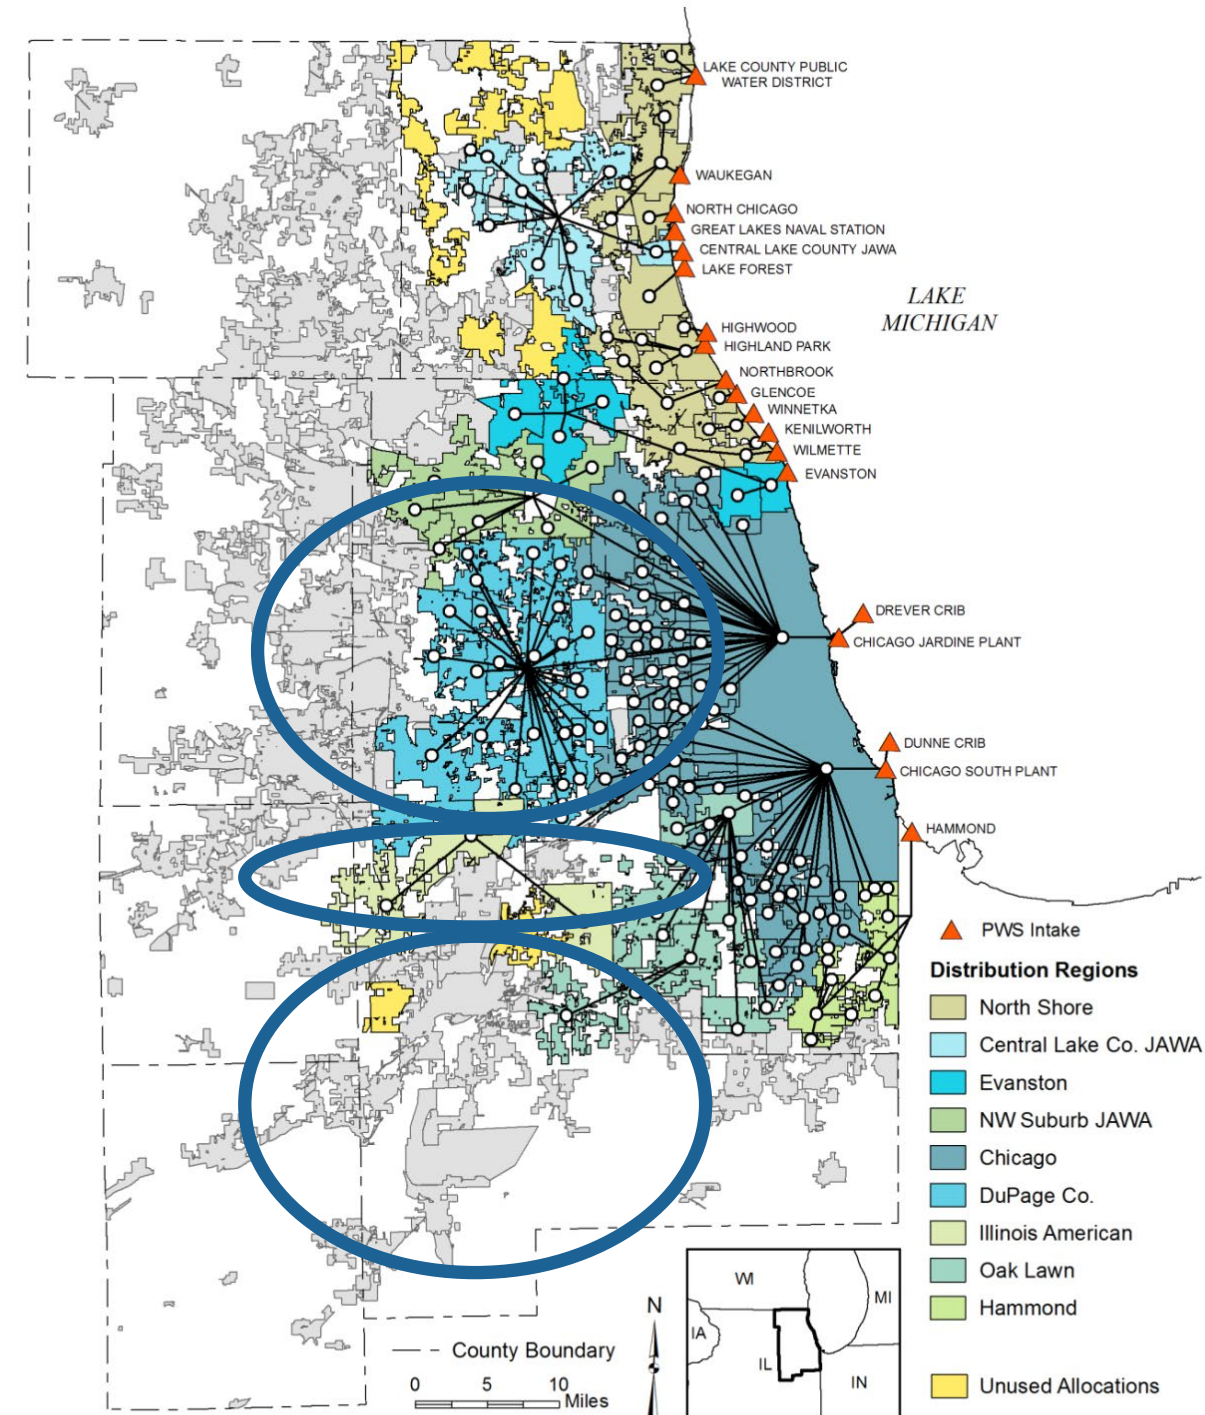 LAKE COUNTY PUBLIC
WATER DISTRICT
WAUKEGAN
NORTH CHICAGO
GREAT LAKES NAVAL STATION
CENTRAL LAKE COUNTY JAWA
LAKE FOREST
LAKE
MICHIGAN
HIGHWOOD
HIGHLAND PARK
NORTHBROOK
GLENCOE
WINNETKA
KENILWORTH
WILMETTE
EVANSTON
DREVER CRIB
CHICAGO JARDINE PLANT
DUNNE CRIB
CHICAGO SOUTH PLANT
HAMMOND
PWS Intake
Distribution Regions
North Shore
Central Lake Co. JAWA
Evanston
NW Suburb JAWA
Chicago
DuPage Co.
Illinois American
Oak Lawn
Hammond
Unused Allocations
County Boundary
0 5 10
Miles
N
WI
MI
IA
IL
IN